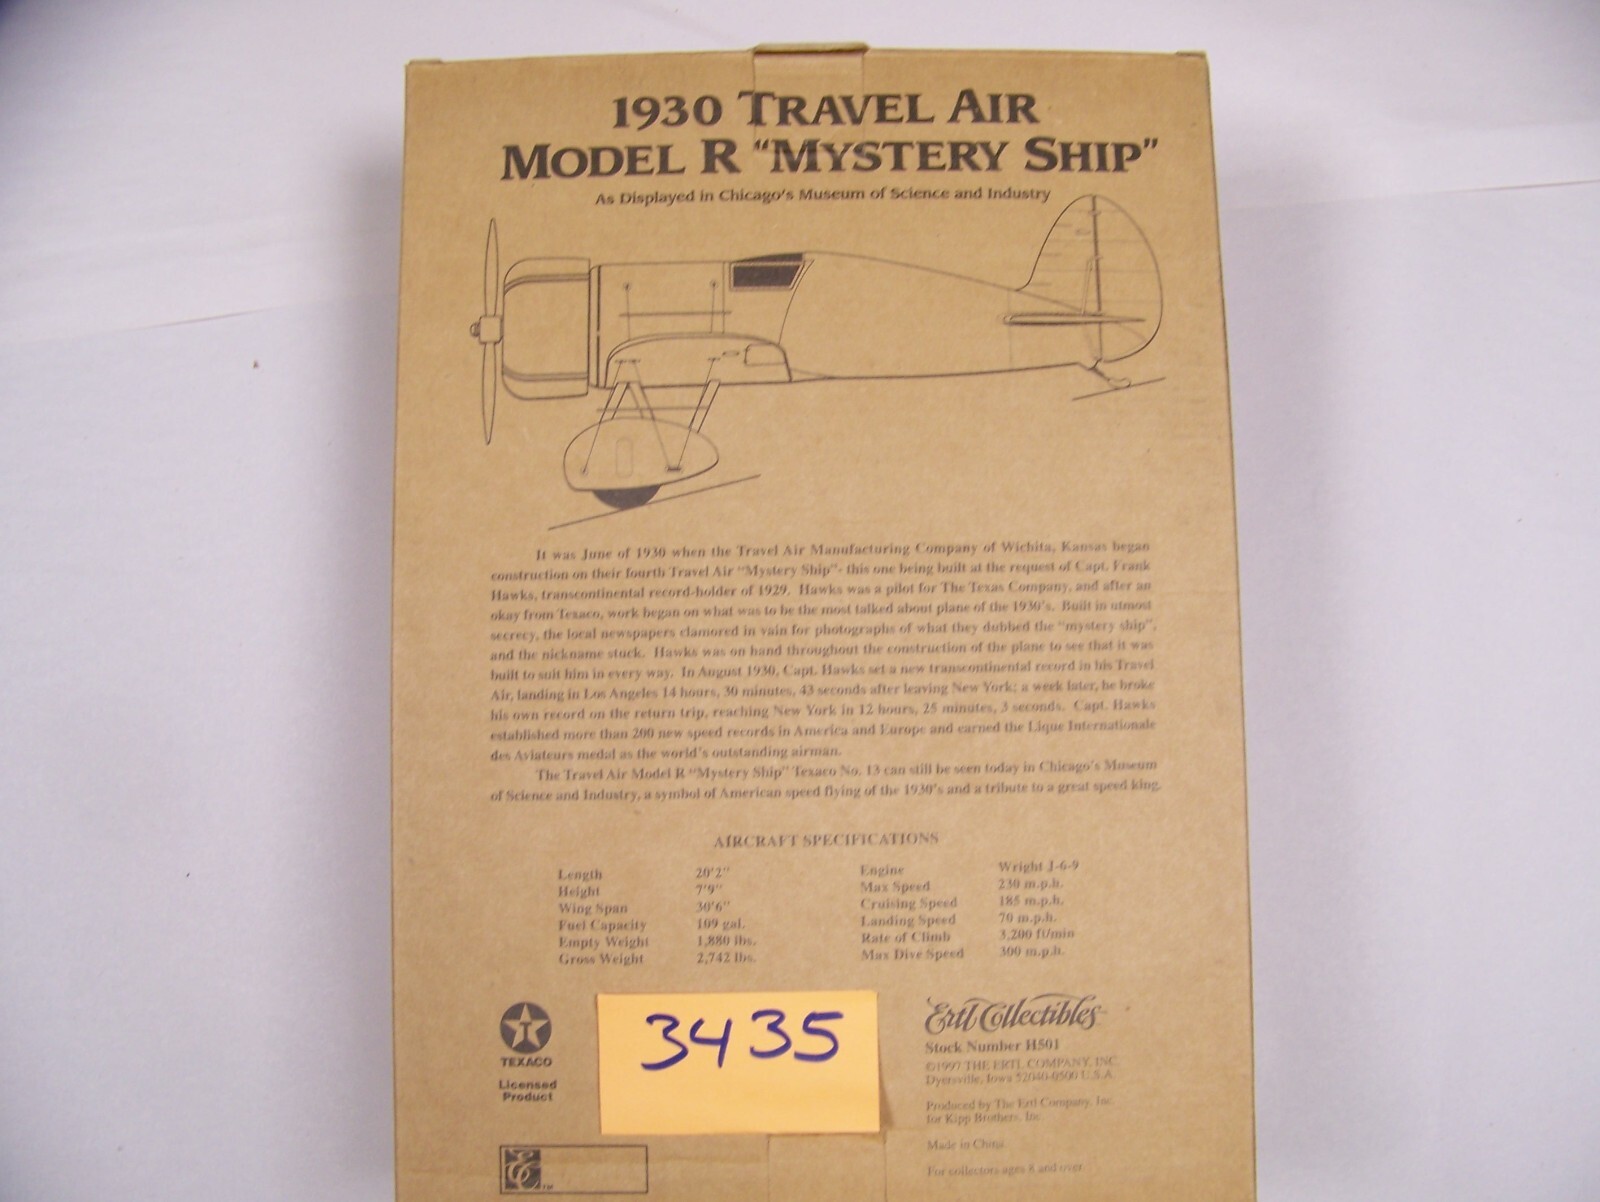 1930 TRAVEL AIR
MODEL R "MYSTERY SHIP"
As Displayed in Chicago's Museum of Science and Industry
It was June of 1930 when the Travel Air Manufacturing Company of Wichita, Kansas began
construction on their fourth Travel Air "Mystery Ship"- this one being built at the request of Capt. Frank
Hawks, transcontinental record-holder of 1929. Hawks was a pilot for The Texas Company, and after an
okay from Texaco, work began on what was to be the most talked about plane of the 1930's. Built in utmost
secrecy, the local newspapers clamored in vain for photographs of what they dubbed the "mystery ship",
and the nickname stuck. Hawks was on hand throughout the construction of the plane to see that it was
built to suit him in every way. In August 1930, Capt. Hawks set a new transcontinental record in his Travel
Air, landing in Los Angeles 14 hours, 30 minutes, 43 seconds after leaving New York; a week later, he broke
his own record on the return trip, reaching New York in 12 hours, 25 minutes, 3 seconds. Capt. Hawks
established more than 200 new speed records in America and Europe and earned the Lique Internationale
des Aviateurs medal as the world's outstanding airman.
The Travel Air Model R "Mystery Ship" Texaco No. 13 can still be seen today in Chicago's Museum
of Science and Industry, a symbol of American speed flying of the 1930's and a tribute to a great speed king.
AIRCRAFT SPECIFICATIONS
Length 20'2"
Height 7'9"
Wing Span 30'6"
Fuel Capacity 109 gal.
Empty Weight 1,880 lbs.
Gross Weight 2,742 lbs.
Engine Wright J-6-9
Max Speed 230 m.p.h.
Cruising Speed 185 m.p.h.
Landing Speed 70 m.p.h.
Rate of Climb 3,200 ft/min
Max Dive Speed 300 m.p.h.
T
TEXACO
Licensed
Product
3435
Ertl Collectibles
Stock Number H501
©1997 THE ERTL COMPANY, INC.
Dyersville, Iowa 52040-0500 U.S.A.
Produced by The Ertl Company, Inc.
for Kipp Brothers, Inc.
Made in China
For collectors ages 8 and over
EC TM